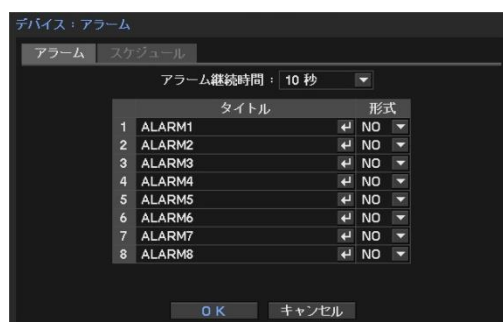 デバイス：アラーム
アラーム スケジュール
アラーム継続時間： 10 秒
タイトル 形式
1 ALARM1 NO
2 ALARM2 NO
3 ALARM3 NO
4 ALARM4 NO
5 ALARM5 NO
6 ALARM6 NO
7 ALARM7 NO
8 ALARM8 NO
OK キャンセル